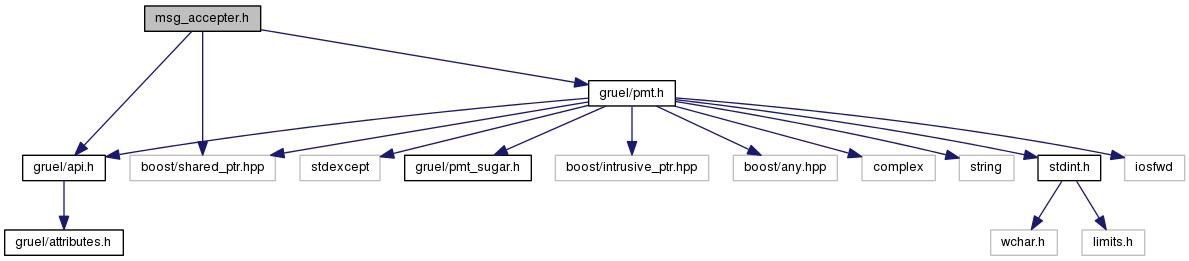 msg_accepter.h
gruel/pmt.h
gruel/api.h
boost/shared_ptr.hpp
stdexcept
gruel/pmt_sugar.h
boost/intrusive_ptr.hpp
boost/any.hpp
complex
string
stdint.h
iosfwd
gruel/attributes.h
wchar.h
limits.h